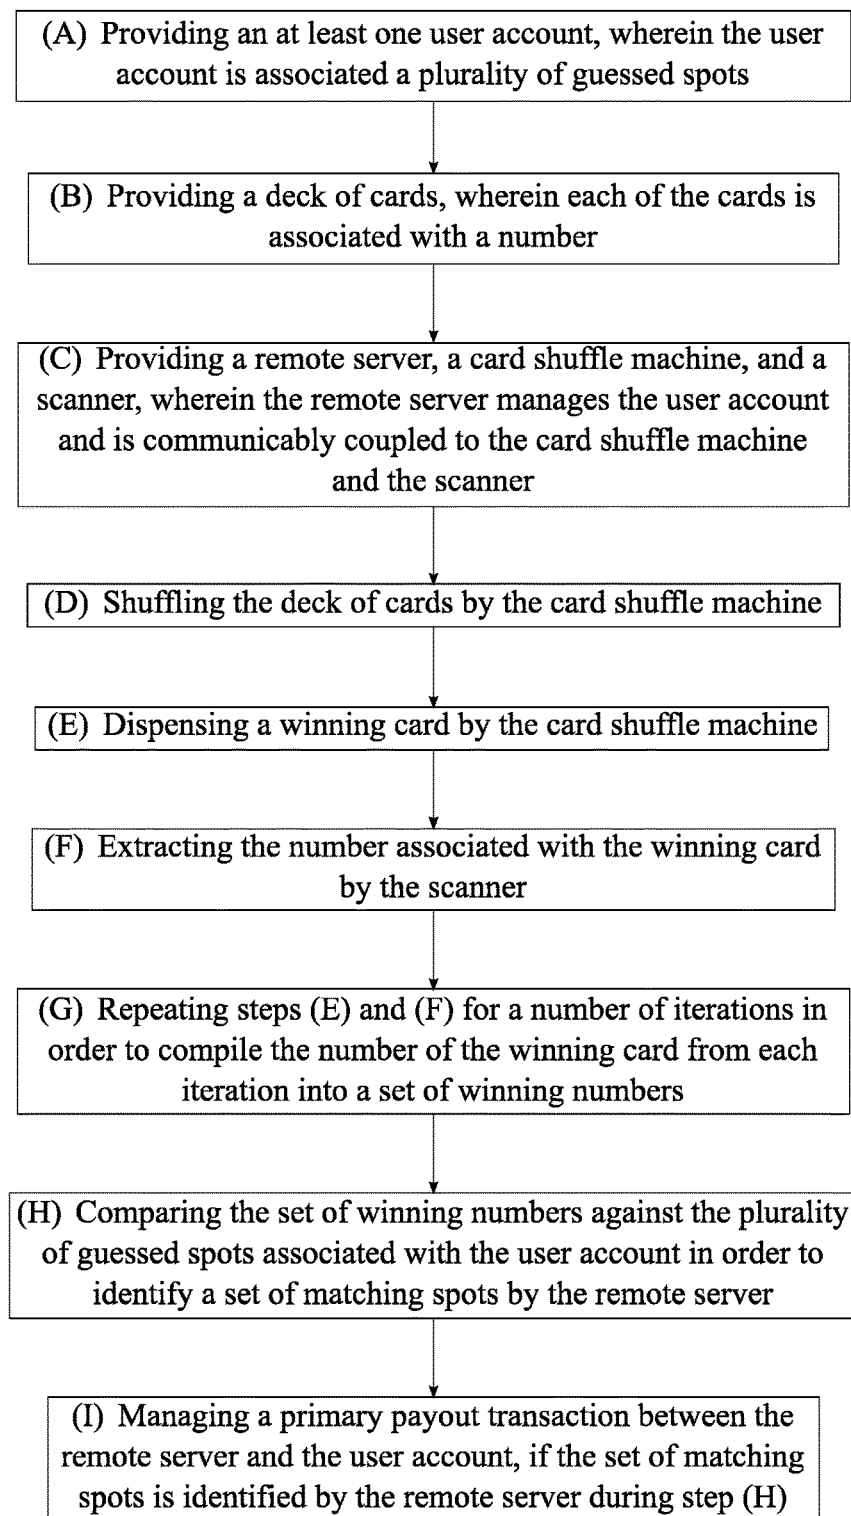 (A) Providing an at least one user account, wherein the user
account is associated a plurality of guessed spots
(B) Providing a deck of cards, wherein each of the cards is
associated with a number
(C) Providing a remote server, a card shuffle machine, and a
scanner, wherein the remote server manages the user account
and is communicably coupled to the card shuffle machine
and the scanner
(D) Shuffling the deck of cards by the card shuffle machine
(E) Dispensing a winning card by the card shuffle machine
(F) Extracting the number associated with the winning card
by the scanner
(G) Repeating steps (E) and (F) for a number of iterations in
order to compile the number of the winning card from each
iteration into a set of winning numbers
(H) Comparing the set of winning numbers against the plurality
of guessed spots associated with the user account in order to
identify a set of matching spots by the remote server
(I) Managing a primary payout transaction between the
remote server and the user account, if the set of matching
spots is identified by the remote server during step (H)